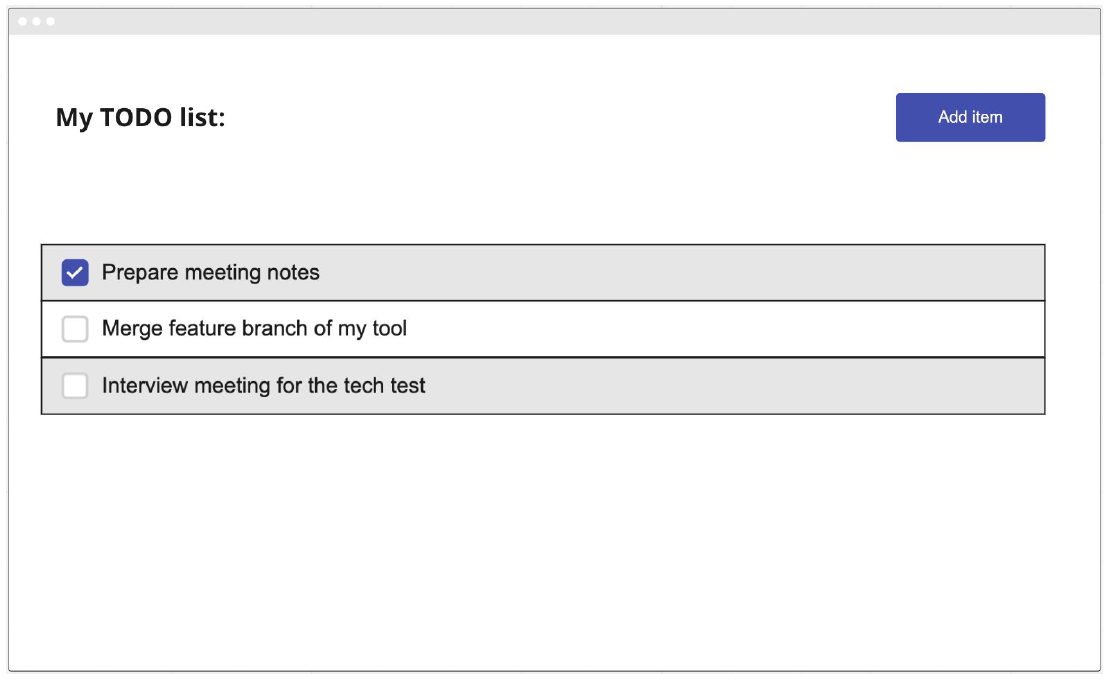 My TODO list:
Add item
Prepare meeting notes
Merge feature branch of my tool
Interview meeting for the tech test